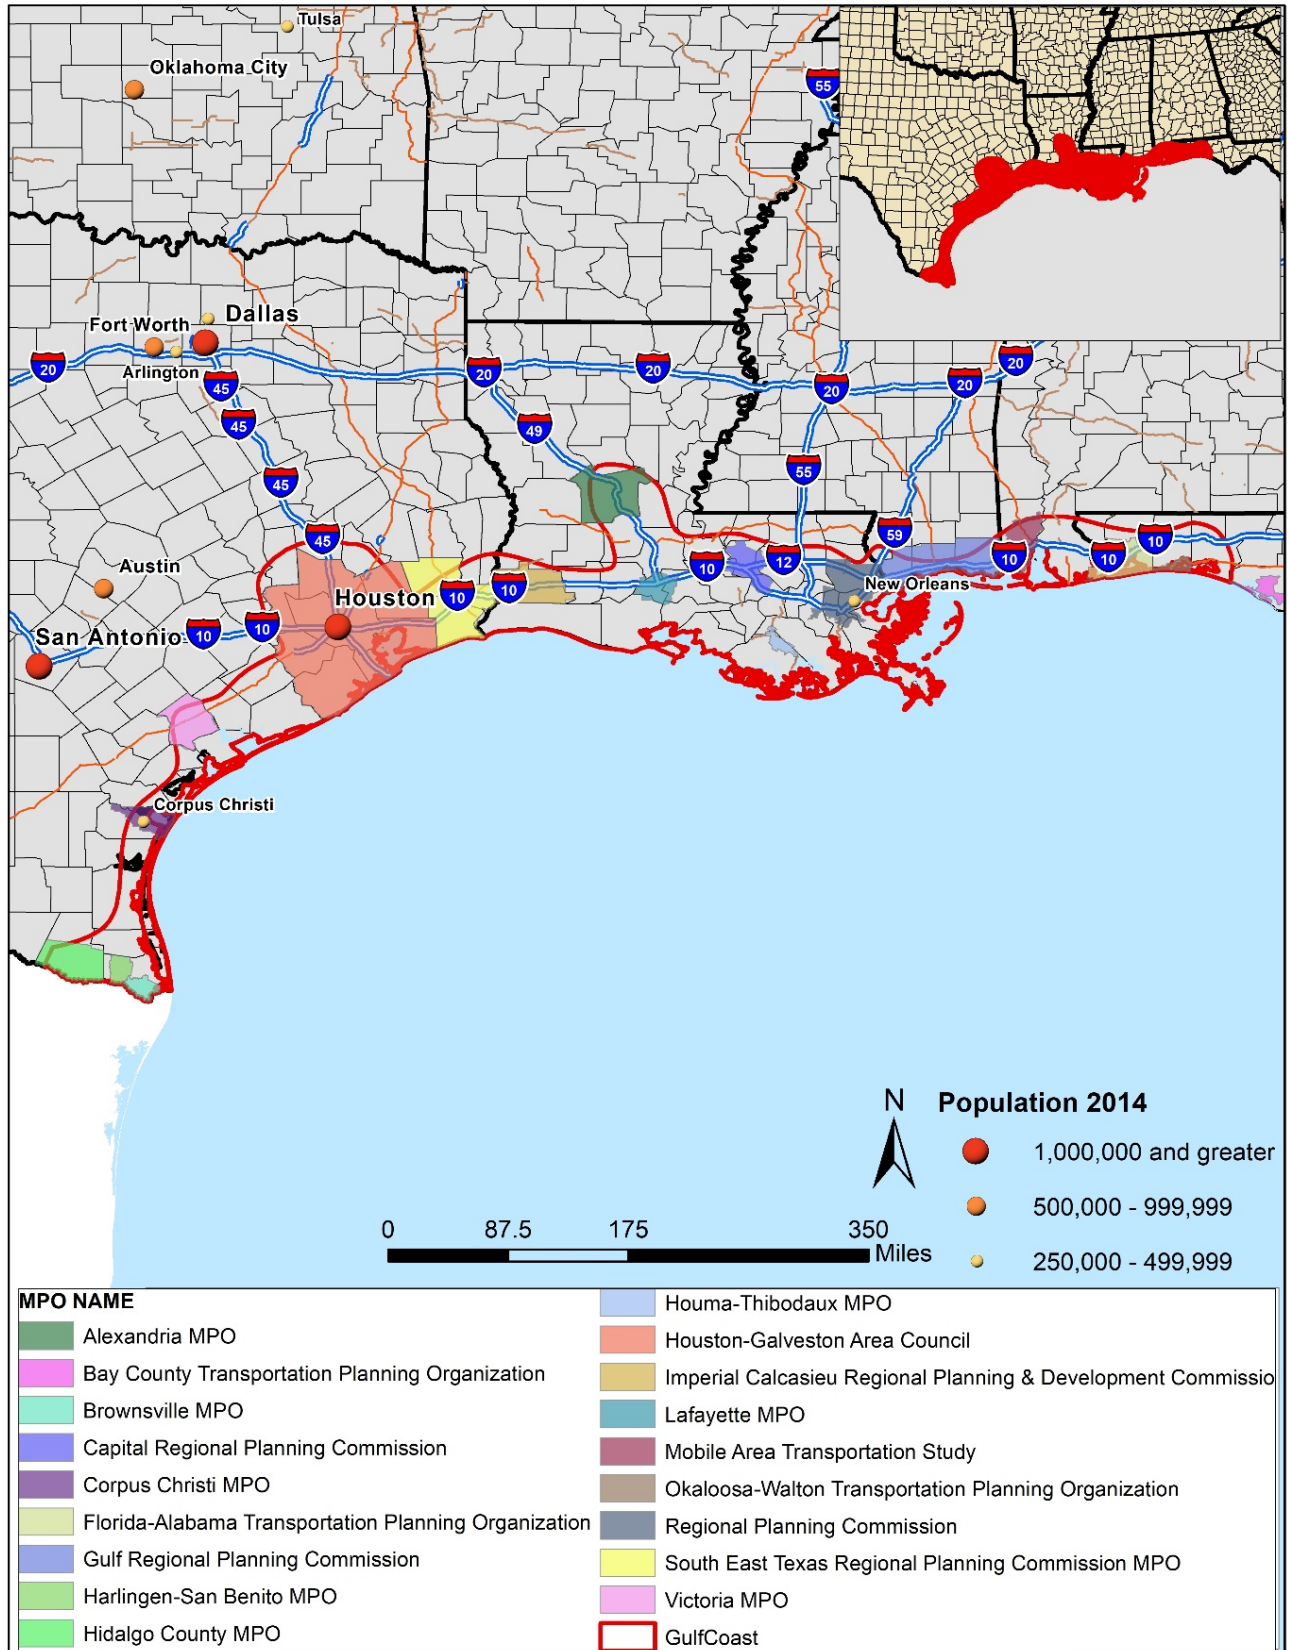 Tulsa
Oklahoma City
55
Dallas
Fort Worth
Arlington
20
45
20
20
20
20
20
45
49
45
55
45
59
Austin
10
12
10
10
10
Houston
10
10
New Orleans
San Antonio
10
10
Corpus Christi
N
Population 2014
1,000,000 and greater
500,000 - 999,999
250,000 - 499,999
0 87.5 175 350
Miles
MPO NAME
Alexandria MPO
Bay County Transportation Planning Organization
Brownsville MPO
Capital Regional Planning Commission
Corpus Christi MPO
Florida-Alabama Transportation Planning Organization
Gulf Regional Planning Commission
Harlingen-San Benito MPO
Hidalgo County MPO
Houma-Thibodaux MPO
Houston-Galveston Area Council
Imperial Calcasieu Regional Planning & Development Commissio
Lafayette MPO
Mobile Area Transportation Study
Okaloosa-Walton Transportation Planning Organization
Regional Planning Commission
South East Texas Regional Planning Commission MPO
Victoria MPO
GulfCoast